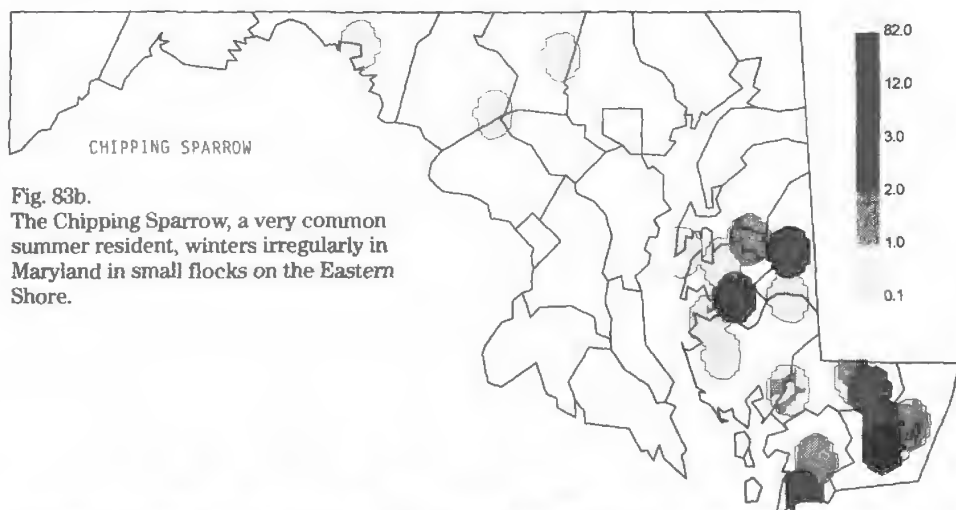 82.0
12.0
3.0
2.0
1.0
0.1
CHIPPING SPARROW
Fig. 83b.
The Chipping Sparrow, a very common
summer resident, winters irregularly in
Maryland in small flocks on the Eastern
Shore.